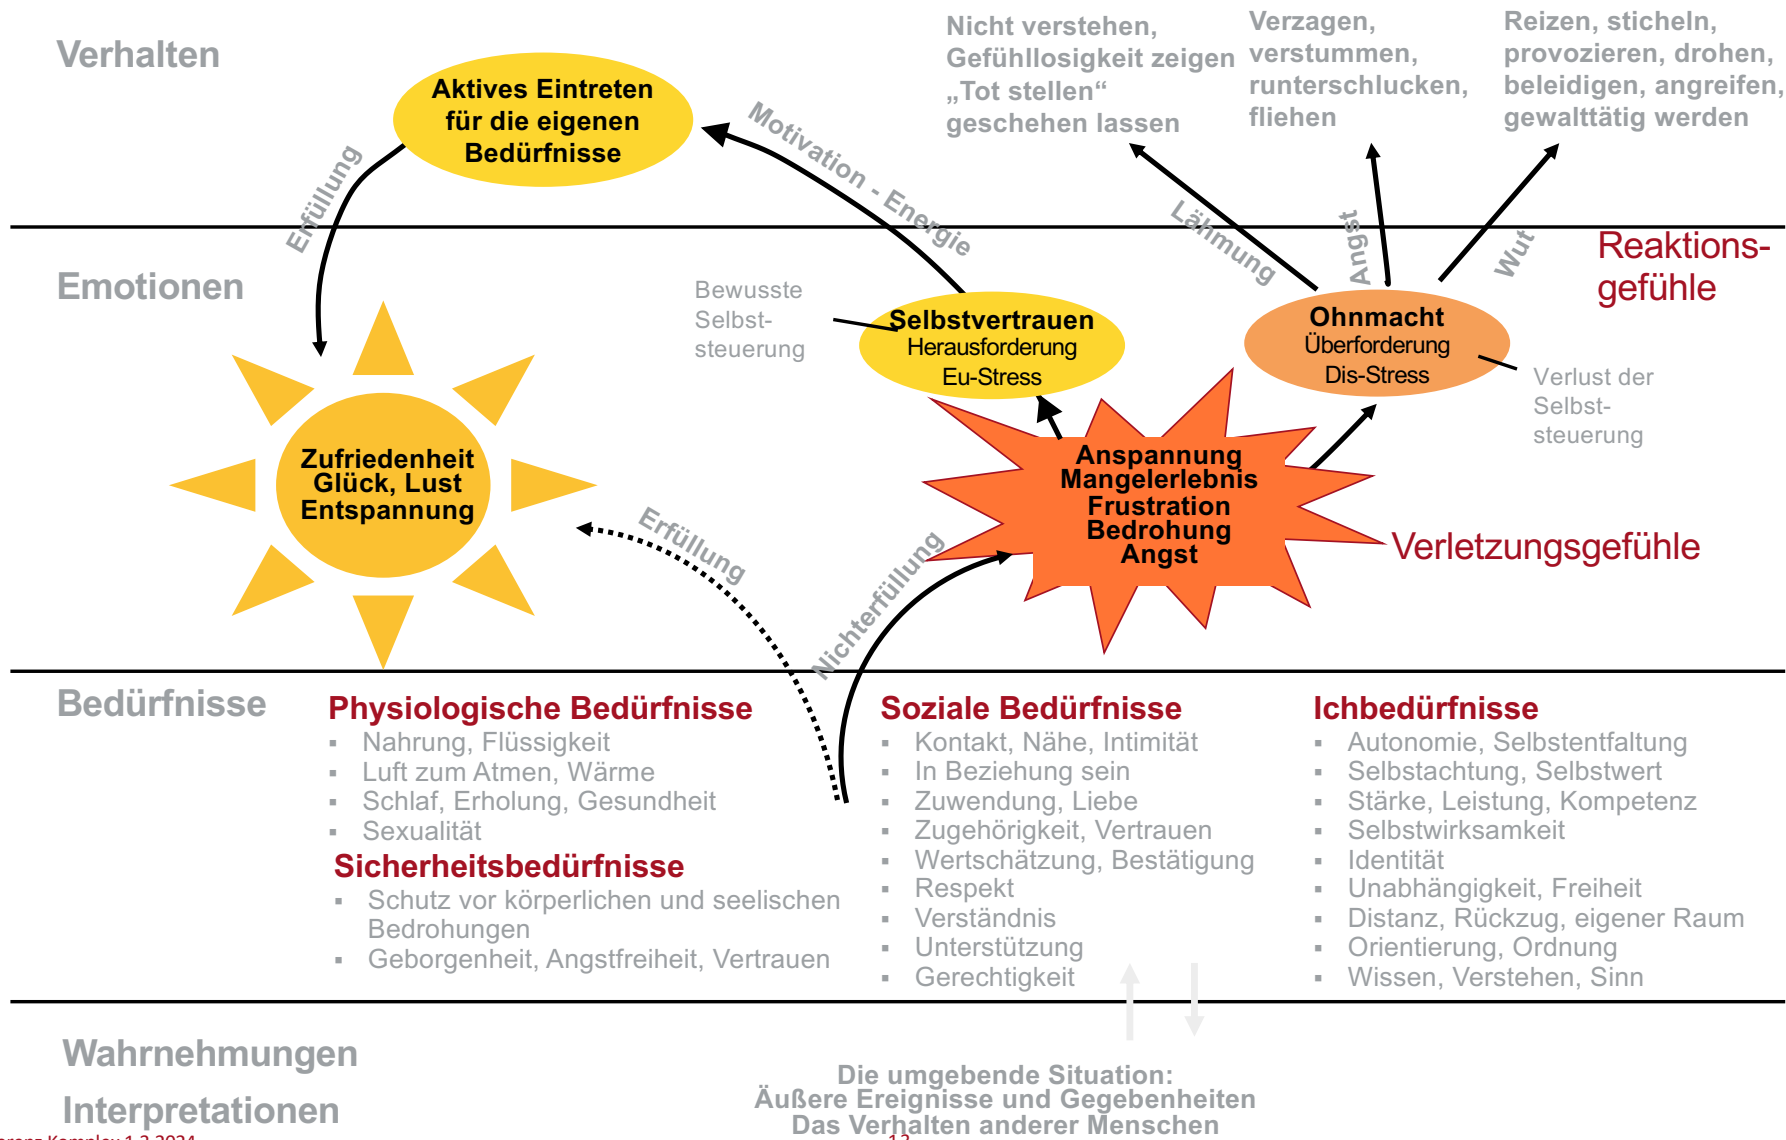 Verhalten
Aktives Eintreten
für die eigenen
Bedürfnisse
Nicht verstehen,
Gefühllosigkeit zeigen
„Tot stellen“
geschehen lassen
Verzagen,
verstummen,
runterschlucken,
fliehen
Reizen, sticheln,
provozieren, drohen,
beleidigen, angreifen,
gewalttätig werden
Erfüllung
Motivation - Energie
Lähmung
Angst
Wut
Reaktions-
gefühle
Emotionen
Bewusste
Selbst-
steuerung
Selbstvertrauen
Herausforderung
Eu-Stress
Ohnmacht
Überforderung
Dis-Stress
Verlust der
Selbst-
steuerung
Zufriedenheit
Glück, Lust
Entspannung
Anspannung
Mangelerlebnis
Frustration
Bedrohung
Angst
Verletzungsgefühle
Erfüllung
Nichterfüllung
Bedürfnisse
Physiologische Bedürfnisse
▪ Nahrung, Flüssigkeit
▪ Luft zum Atmen, Wärme
▪ Schlaf, Erholung, Gesundheit
▪ Sexualität
Sicherheitsbedürfnisse
▪ Schutz vor körperlichen und seelischen
Bedrohungen
▪ Geborgenheit, Angstfreiheit, Vertrauen
Soziale Bedürfnisse
▪ Kontakt, Nähe, Intimität
▪ In Beziehung sein
▪ Zuwendung, Liebe
▪ Zugehörigkeit, Vertrauen
▪ Wertschätzung, Bestätigung
▪ Respekt
▪ Verständnis
▪ Unterstützung
▪ Gerechtigkeit
Ichbedürfnisse
▪ Autonomie, Selbstentfaltung
▪ Selbstachtung, Selbstwert
▪ Stärke, Leistung, Kompetenz
▪ Selbstwirksamkeit
▪ Identität
▪ Unabhängigkeit, Freiheit
▪ Distanz, Rückzug, eigener Raum
▪ Orientierung, Ordnung
▪ Wissen, Verstehen, Sinn
Wahrnehmungen
Interpretationen
Die umgebende Situation:
Äußere Ereignisse und Gegebenheiten
Das Verhalten anderer Menschen